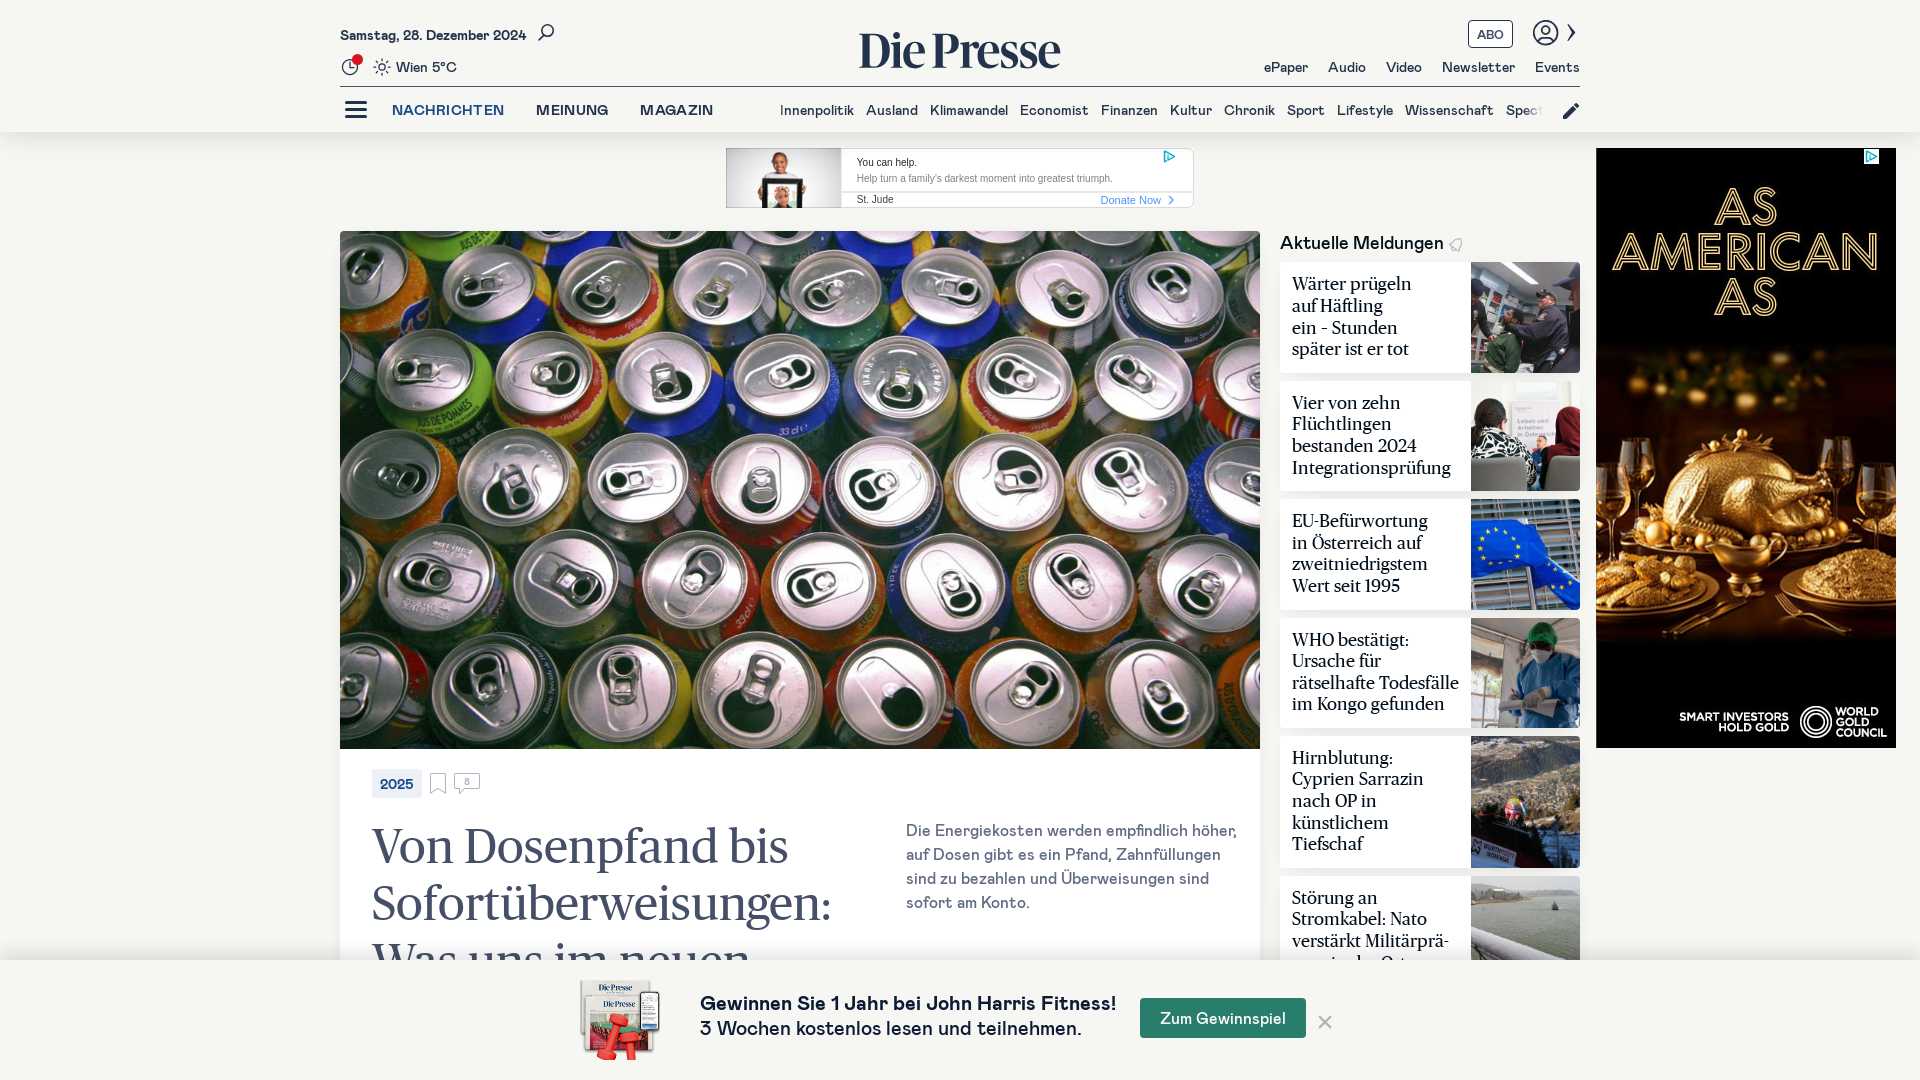 Samstag, 28. Dezember 2024
Wien 5°C
Die Presse
ABO
ePaper Audio Video Newsletter Events
NACHRICHTEN MEINUNG MAGAZIN
Innenpolitik Ausland Klimawandel Economist Finanzen Kultur Chronik Sport Lifestyle Wissenschaft Spect
You can help.
Help turn a family's darkest moment into greatest triumph.
St. Jude
Donate Now
2025
8
Von Dosenpfand bis
Sofortüberweisungen:
Was uns im neuen
Die Energiekosten werden empfindlich höher,
auf Dosen gibt es ein Pfand, Zahnfüllungen
sind zu bezahlen und Überweisungen sind
sofort am Konto.
Aktuelle Meldungen
Wärter prügeln
auf Häftling
ein – Stunden
später ist er tot
Vier von zehn
Flüchtlingen
bestanden 2024
Integrationsprüfung
EU-Befürwortung
in Österreich auf
zweitniedrigstem
Wert seit 1995
WHO bestätigt:
Ursache für
rätselhafte Todesfälle
im Kongo gefunden
Hirnblutung:
Cyprien Sarrazin
nach OP in
künstlichem
Tiefschaf
Störung an
Stromkabel: Nato
verstärkt Militärprä-
AS
AMERICAN
AS
SMART INVESTORS
HOLD GOLD
WORLD
GOLD
COUNCIL
Die Presse
Die Presse
Gewinnen Sie 1 Jahr bei John Harris Fitness!
3 Wochen kostenlos lesen und teilnehmen.
Zum Gewinnspiel